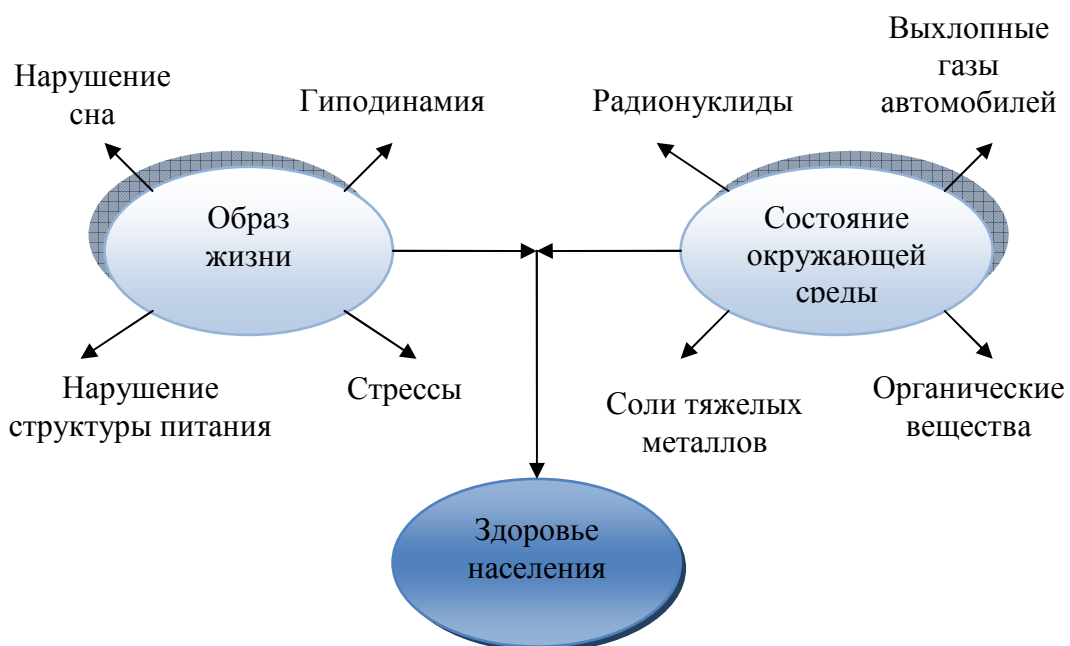 Нарушение
сна
Гиподинамия
Радионуклиды
Выхлопные
газы
автомобилей
Образ
жизни
Состояние
окружающей
среды
Нарушение
структуры питания
Стрессы
Соли тяжелых
металлов
Органические
вещества
Здоровье
населения